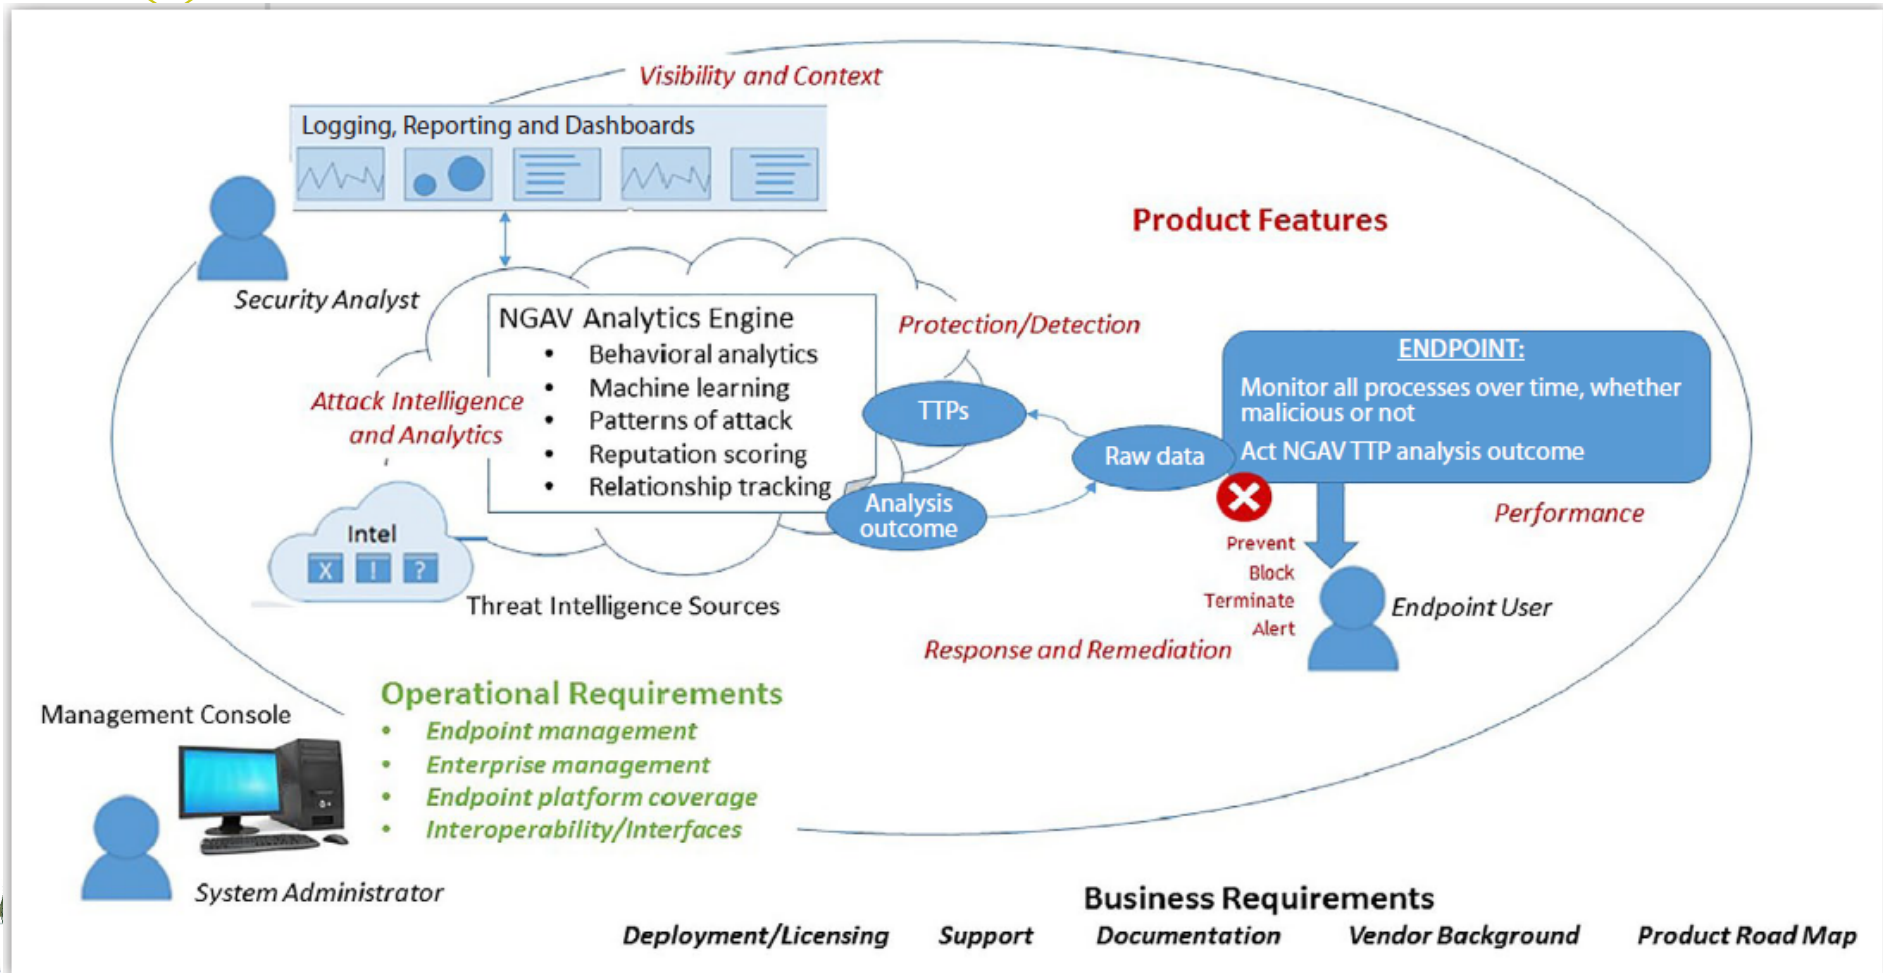 Visibility and Context
Logging, Reporting and Dashboards
Product Features
Security Analyst
NGAV Analytics Engine
• Behavioral analytics
• Machine learning
• Patterns of attack
• Reputation scoring
• Relationship tracking
Protection/Detection
Attack Intelligence
and Analytics
TTPs
Raw data
Analysis
outcome
ENDPOINT:
Monitor all processes over time, whether
malicious or not
Act NGAV TTP analysis outcome
Intel
X ! ?
Threat Intelligence Sources
Performance
Prevent
Block
Terminate
Alert
Endpoint User
Response and Remediation
Operational Requirements
• Endpoint management
• Enterprise management
• Endpoint platform coverage
• Interoperability/Interfaces
Management Console
System Administrator
Business Requirements
Deployment/Licensing Support Documentation Vendor Background Product Road Map